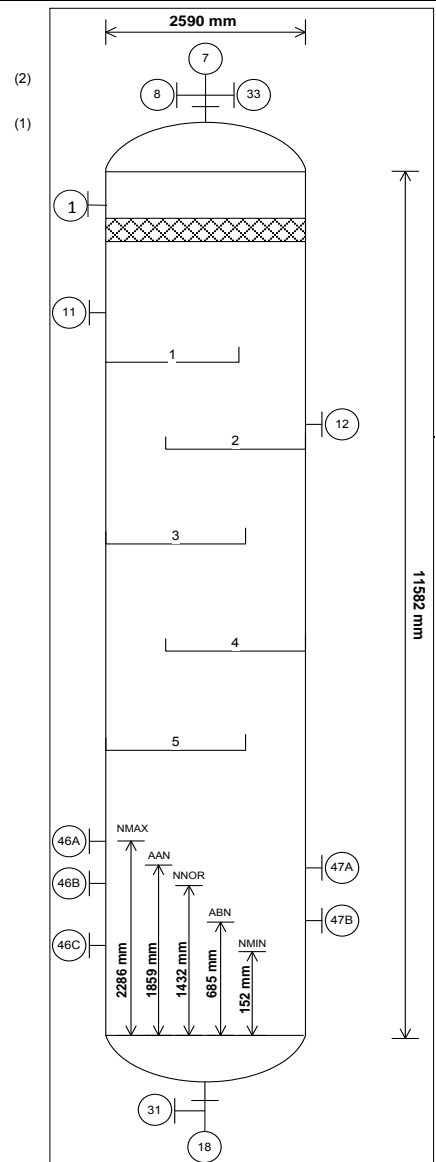 2590 mm
7
(2)
8
33
(1)
1
11
1
12
2
3
4
11582 mm
5
NMAX
46A
AAN
47A
46B
NNOR
ABN
47B
46C
NMIN
2286 mm
1859 mm
1432 mm
685 mm
152 mm
31
18